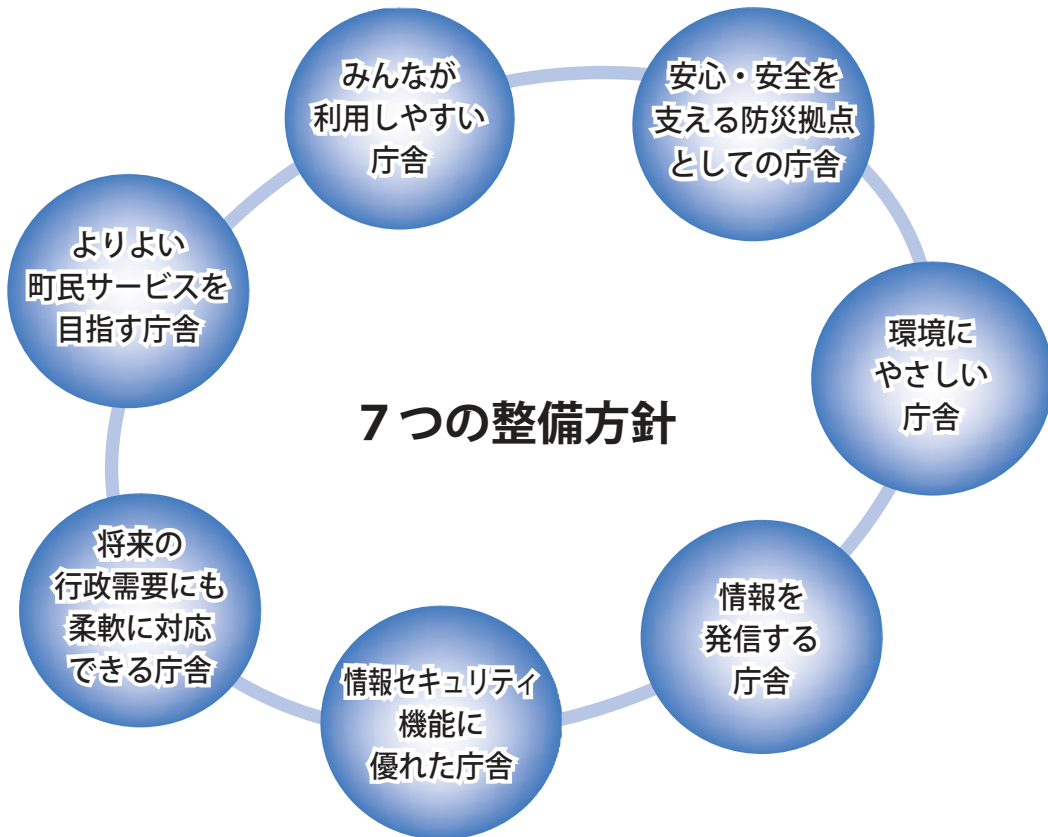 みんなが
利用しやすい
庁舎
安心・安全を
支える防災拠点
としての庁舎
よりよい
町民サービスを
目指す庁舎
環境に
やさしい
庁舎
7つの整備方針
将来の
行政需要にも
柔軟に対応
できる庁舎
情報を
発信する
庁舎
情報セキュリティ
機能に
優れた庁舎